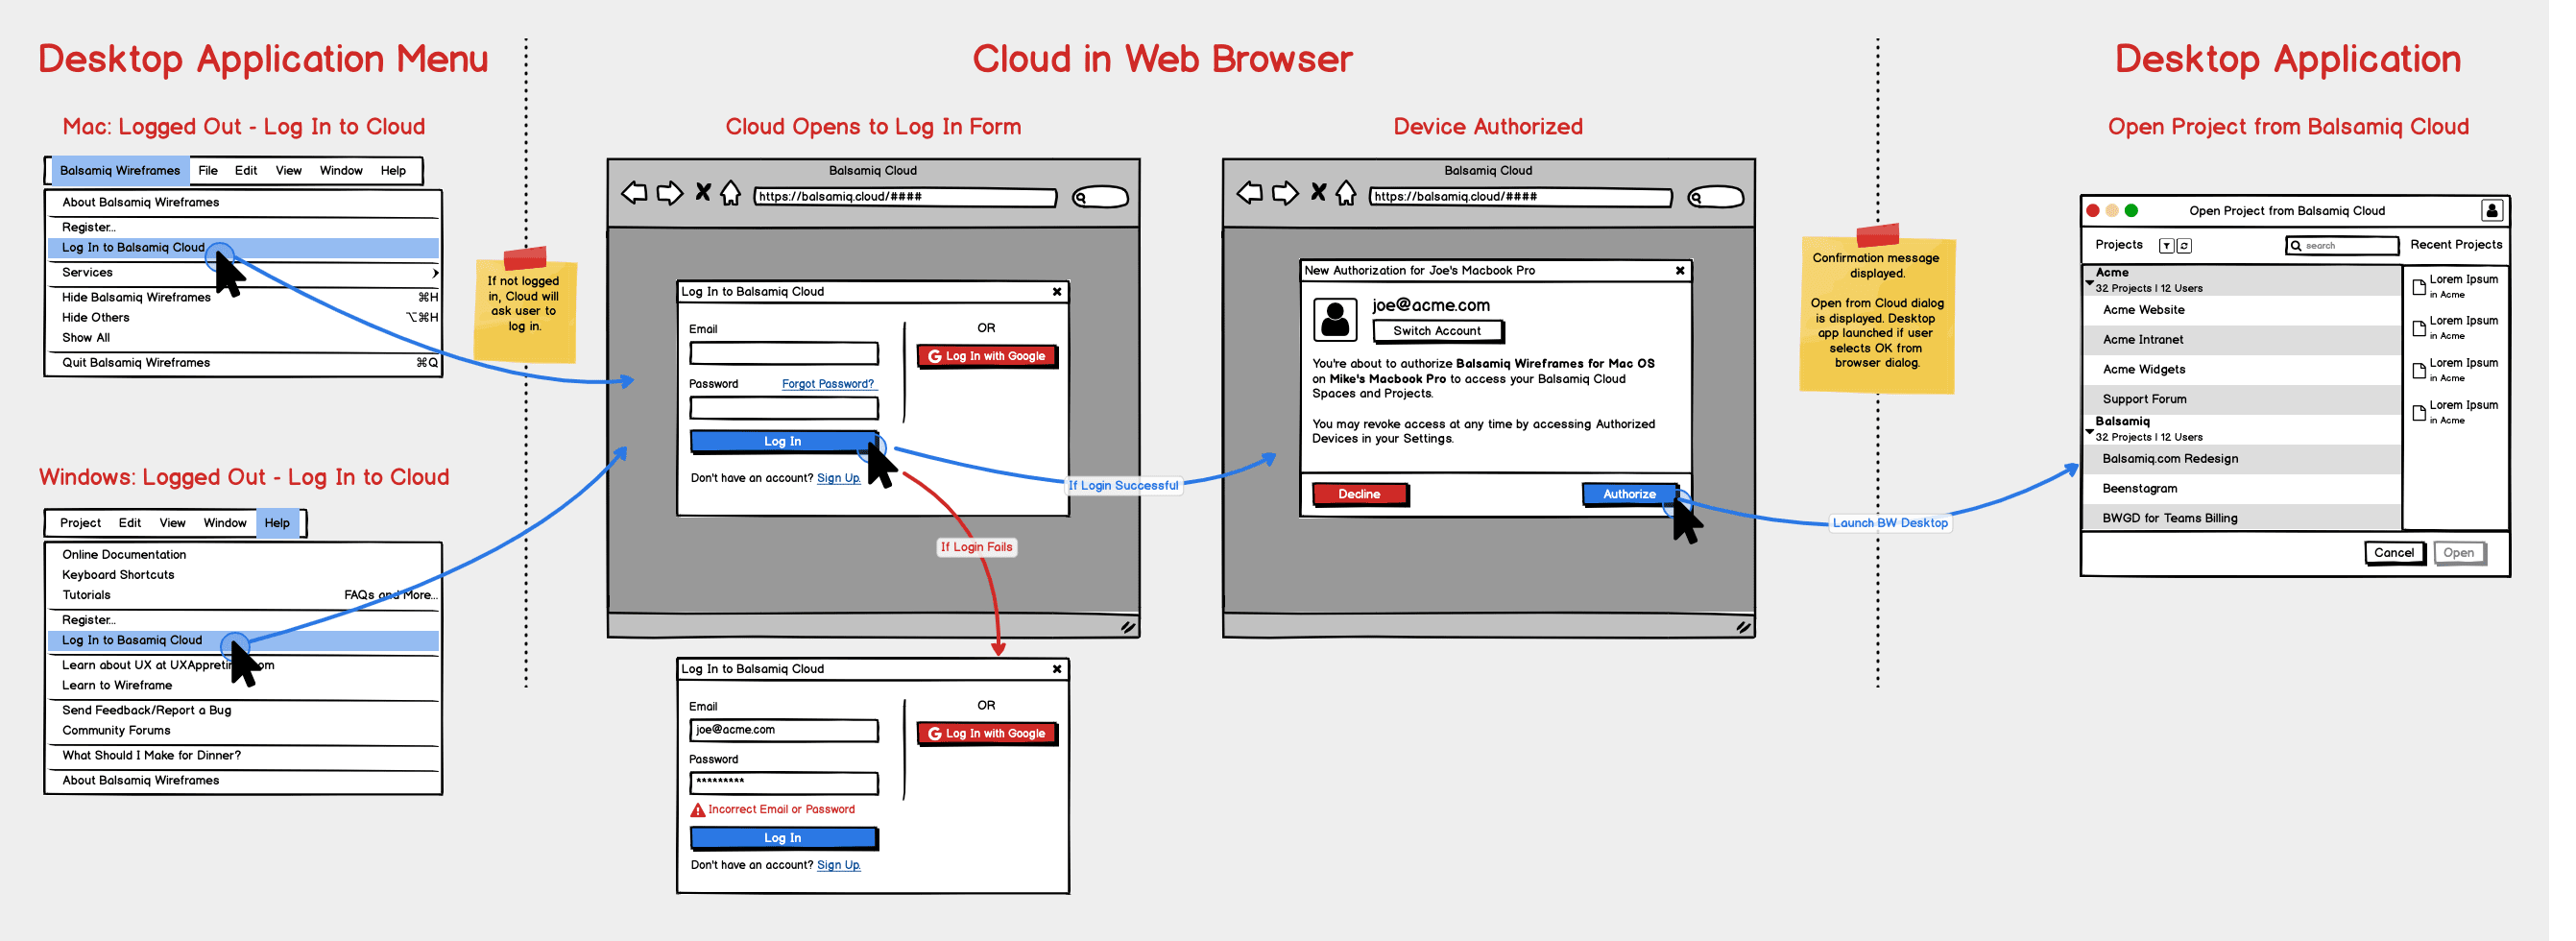 Desktop Application Menu
Mac: Logged Out - Log In to Cloud
Balsamiq Wireframes File Edit View Window Help
About Balsamiq Wireframes
Register...
Log In to Balsamiq Cloud
Services
Hide Balsamiq Wireframes ⌘H
Hide Others ⌥⌘H
Show All
Quit Balsamiq Wireframes ⌘Q
If not logged
in, Cloud will
ask user to
log in.
Windows: Logged Out - Log In to Cloud
Project Edit View Window Help
Online Documentation
Keyboard Shortcuts
Tutorials FAQs and More...
Register...
Log In to Basamiq Cloud
Learn about UX at
Learn to Wireframe
Send Feedback/Report a Bug
Community Forums
What Should I Make for Dinner?
About Balsamiq Wireframes
Cloud in Web Browser
Cloud Opens to Log In Form
Balsamiq Cloud
https://balsamiq.cloud/####
Log In to Balsamiq Cloud
Email
Password Forgot Password?
Log In
Don't have an account? Sign Up.
OR
G Log In with Google
If Login Successful
If Login Fails
Log In to Balsamiq Cloud
Email
joe@acme.com
Password
*********
Incorrect Email or Password
Log In
Don't have an account? Sign Up.
OR
G Log In with Google
Device Authorized
Balsamiq Cloud
https://balsamiq.cloud/####
New Authorization for Joe's Macbook Pro
joe@acme.com
Switch Account
You're about to authorize Balsamiq Wireframes for Mac OS
on Mike's Macbook Pro to access your Balsamiq Cloud
Spaces and Projects.
You may revoke access at any time by accessing Authorized
Devices in your Settings.
Decline Authorize
Confirmation message
displayed.
Open from Cloud dialog
is displayed. Desktop
app launched if user
selects OK from
browser dialog.
Launch BW Desktop
Desktop Application
Open Project from Balsamiq Cloud
Open Project from Balsamiq Cloud
Projects search Recent Projects
Acme
32 Projects | 12 Users
Acme Website
Acme Intranet
Acme Widgets
Support Forum
Balsamiq
32 Projects | 12 Users
Balsamiq.com Redesign
Beenstagram
BWGD for Teams Billing
Lorem Ipsum
in Acme
Lorem Ipsum
in Acme
Lorem Ipsum
in Acme
Lorem Ipsum
in Acme
Cancel Open